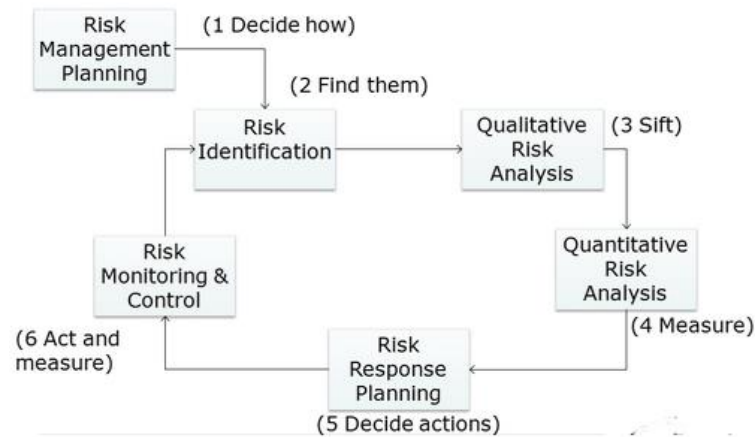 Risk
Management
Planning
(1 Decide how)
(2 Find them)
Risk
Identification
Qualitative
Risk
Analysis
(3 Sift)
Quantitative
Risk
Analysis
(4 Measure)
Risk
Response
Planning
(5 Decide actions)
Risk
Monitoring &
Control
(6 Act and
measure)